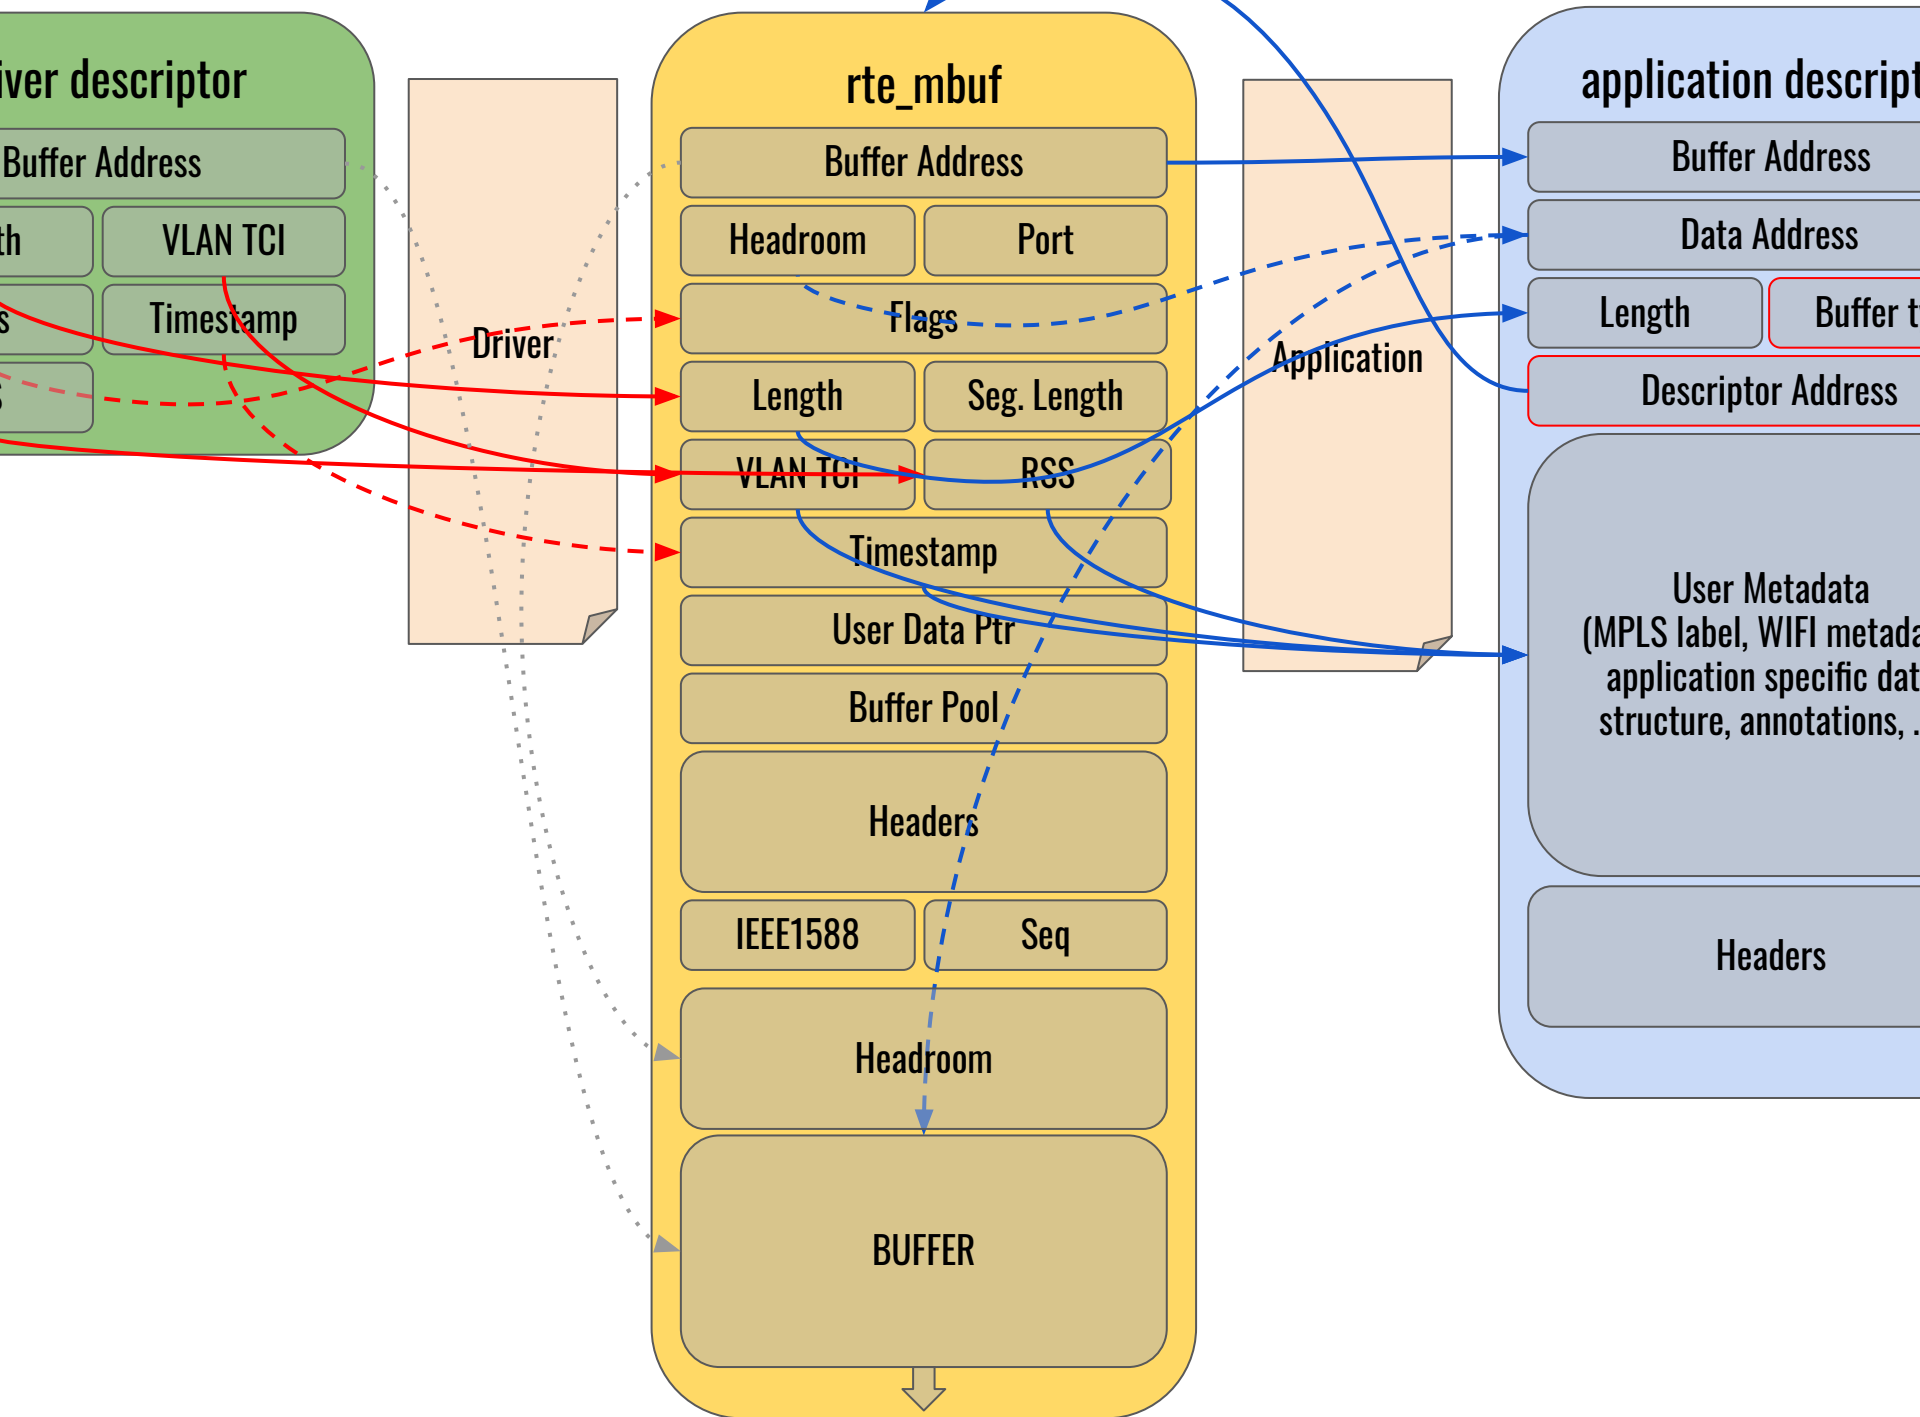 iver descriptor
Buffer Address
th
VLAN TCI
s
Timestamp
S
Driver
rte_mbuf
Buffer Address
Headroom
Port
Flags
Length
Seg. Length
VLAN TCI
RSS
Timestamp
User Data Ptr
Buffer Pool
Headers
IEEE1588
Seq
Headroom
BUFFER
Application
application descript
Buffer Address
Data Address
Length
Buffer t
Descriptor Address
User Metadata
(MPLS label, WIFI metada
application specific dat
structure, annotations, .
Headers